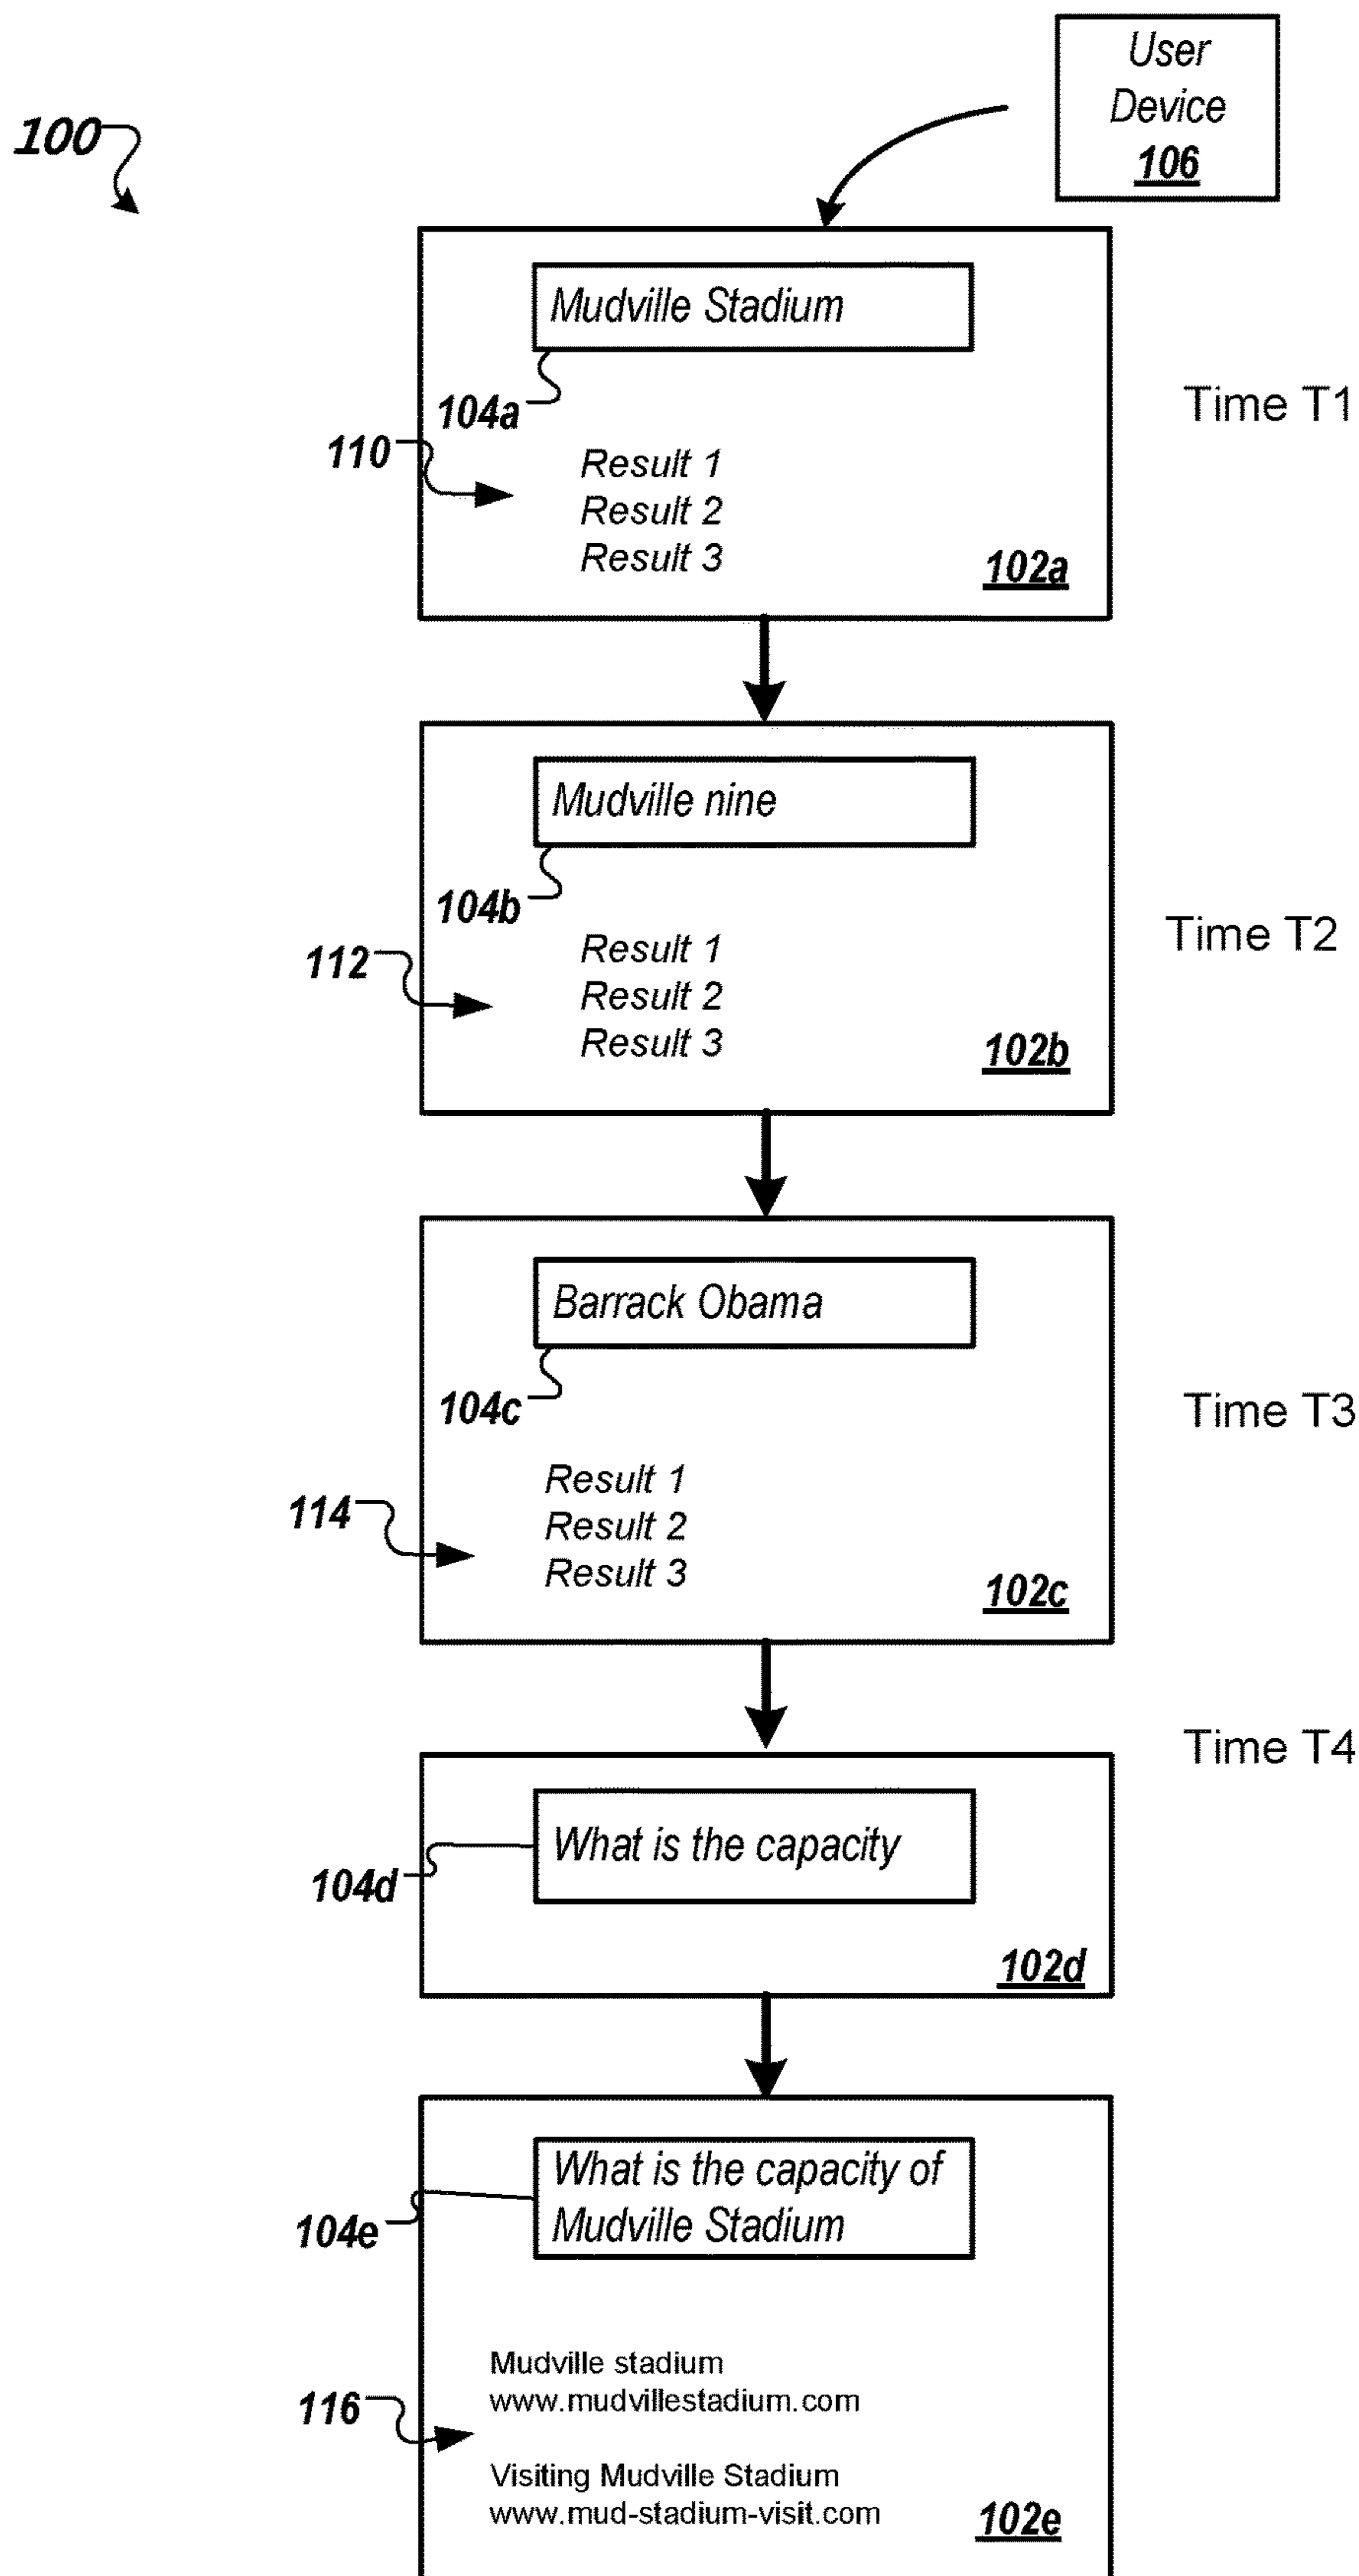 User
Device
106
100
Mudville Stadium
104a
Time T1
110
Result 1
Result 2
Result 3
102a
Mudville nine
104b
Time T2
112
Result 1
Result 2
Result 3
102b
Barrack Obama
104c
Time T3
114
Result 1
Result 2
Result 3
102c
Time T4
What is the capacity
104d
102d
What is the capacity of
Mudville Stadium
104e
Mudville stadium
www.mudvillestadium.com
116
Visiting Mudville Stadium
www.mud-stadium-visit.com
102e